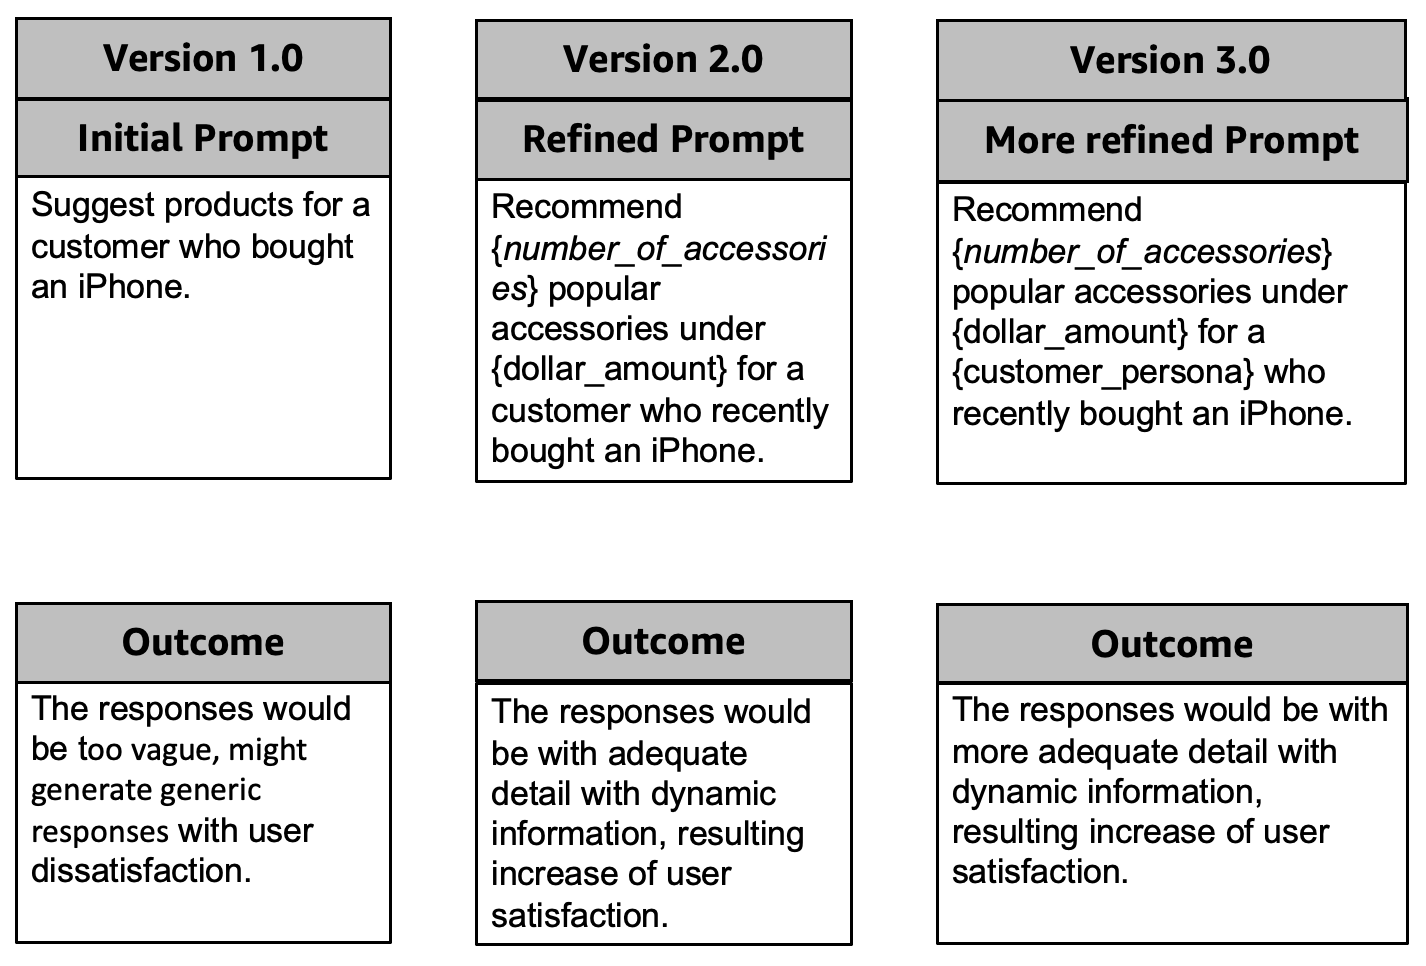 Version 1.0
Initial Prompt
Suggest products for a
customer who bought
an iPhone.
Version 2.0
Refined Prompt
Recommend
{number_of_accessori
es} popular
accessories under
{dollar_amount} for a
customer who recently
bought an iPhone.
Version 3.0
More refined Prompt
Recommend
{number_of_accessories}
popular accessories under
{dollar_amount} for a
{customer_persona} who
recently bought an iPhone.
Outcome
The responses would
be too vague, might
generate generic
responses with user
dissatisfaction.
Outcome
The responses would
be with adequate
detail with dynamic
information, resulting
increase of user
satisfaction.
Outcome
The responses would be with
more adequate detail with
dynamic information,
resulting increase of user
satisfaction.